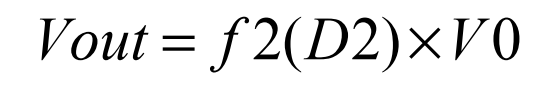 Vout = f2(D2)×V0